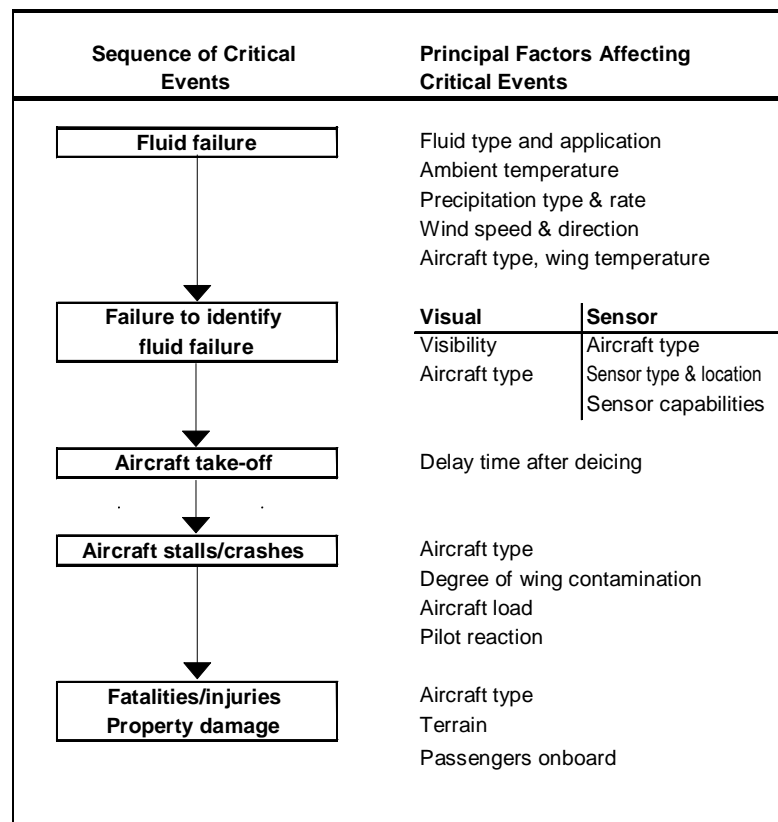 Sequence of Critical Events
Principal Factors Affecting Critical Events
Fluid failure
Fluid type and application
Ambient temperature
Precipitation type & rate
Wind speed & direction
Aircraft type, wing temperature
Failure to identify
fluid failure
Visual
Sensor
Visibility
Aircraft type
Aircraft type
Sensor type & location
Sensor capabilities
Aircraft take-off
Delay time after deicing
Aircraft stalls/crashes
Aircraft type
Degree of wing contamination
Aircraft load
Pilot reaction
Fatalities/injuries
Property damage
Aircraft type
Terrain
Passengers onboard